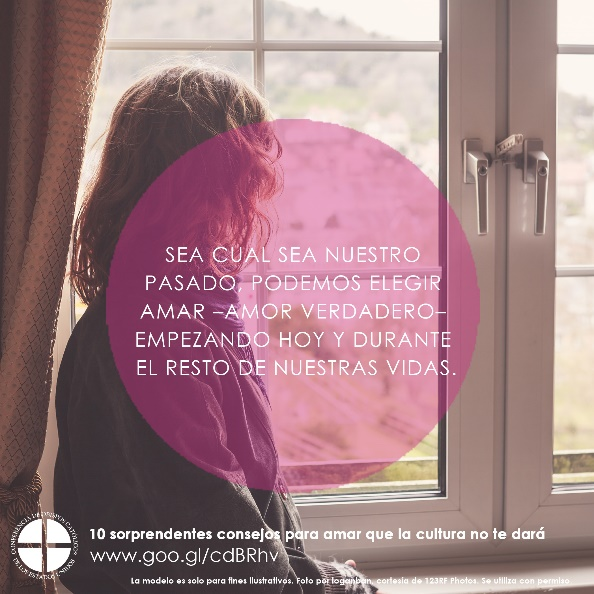 SEA CUAL SEA NUESTRO
PASADO, PODEMOS ELEGIR
AMAR –AMOR VERDADERO–
EMPEZANDO HOY Y DURANTE
EL RESTO DE NUESTRAS VIDAS.
10 sorprendentes consejos para amar que la cultura no te dará
www.goo.gl/cdBRhv
CONFERENCIA DE OBISPOS CATÓLICOS
DE LOS ESTADOS UNIDOS
La modelo es solo para fines ilustrativos. Foto por loganban, cortesía de 123RF Photos. Se utiliza con permiso.